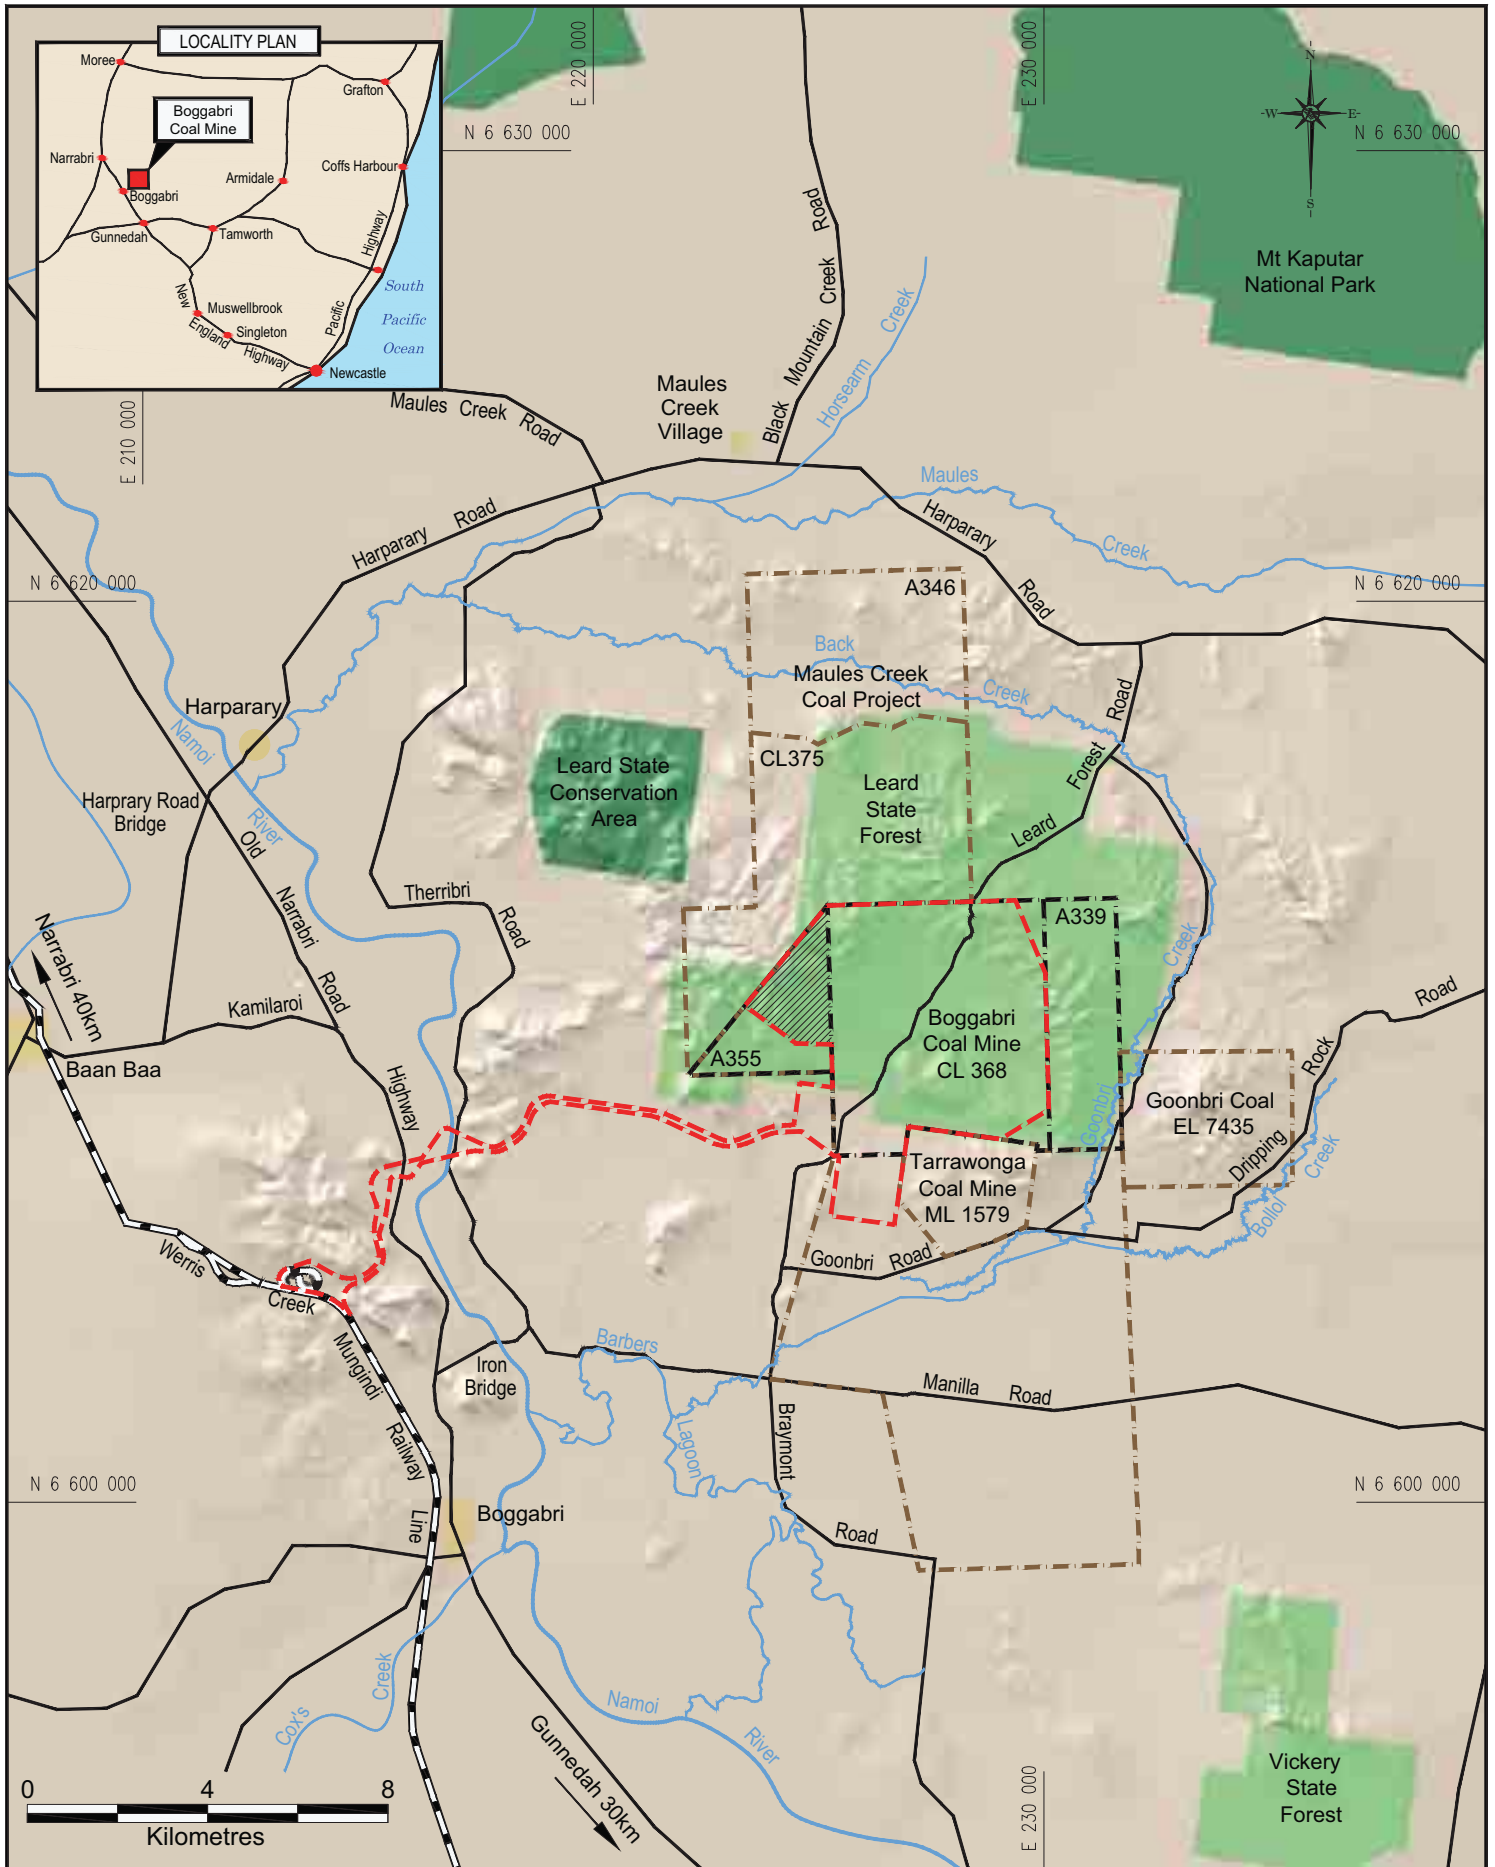 LOCALITY PLAN
Moree
Grafton
Boggabri
Coal Mine
Narrabri
Coffs Harbour
Armidale
Boggabri
Gunnedah
Tamworth
Highway
Pacific
South
Pacific
Ocean
New
England
Highway
Muswellbrook
Singleton
Newcastle
E 220 000
E 230 000
N 6 630 000
N 6 630 000
N
W
E
S
Mt Kaputar
National Park
Black Mountain Creek Road
Horsearm Creek
Maules
Creek
Village
Maules Creek Road
E 210 000
Harparary Road
Maules Creek
Harparary Road
N 6 620 000
N 6 620 000
A346
Back Creek
Maules Creek
Coal Project
CL375
Leard
State
Forest
Leard State
Conservation
Area
Leard Forest Road
Harparary
Namoi River
Harprary Road
Bridge
Old Narrabri Road
Therribri Road
Narrabri 40km
Kamilaroi Highway
Baan Baa
A339
A355
Boggabri
Coal Mine
CL 368
Goonbri Creek
Goonbri Coal
EL 7435
Dripping Rock Road
Bollol Creek
Tarrawonga
Coal Mine
ML 1579
Goonbri Road
Werris Creek Mungindi Railway Line
Iron
Bridge
Barbers Lagoon
Manilla Road
Braymont Road
N 6 600 000
N 6 600 000
Boggabri
Cox's Creek
Namoi River
Gunnedah 30km
E 230 000
Vickery
State
Forest
0 4 8
Kilometres